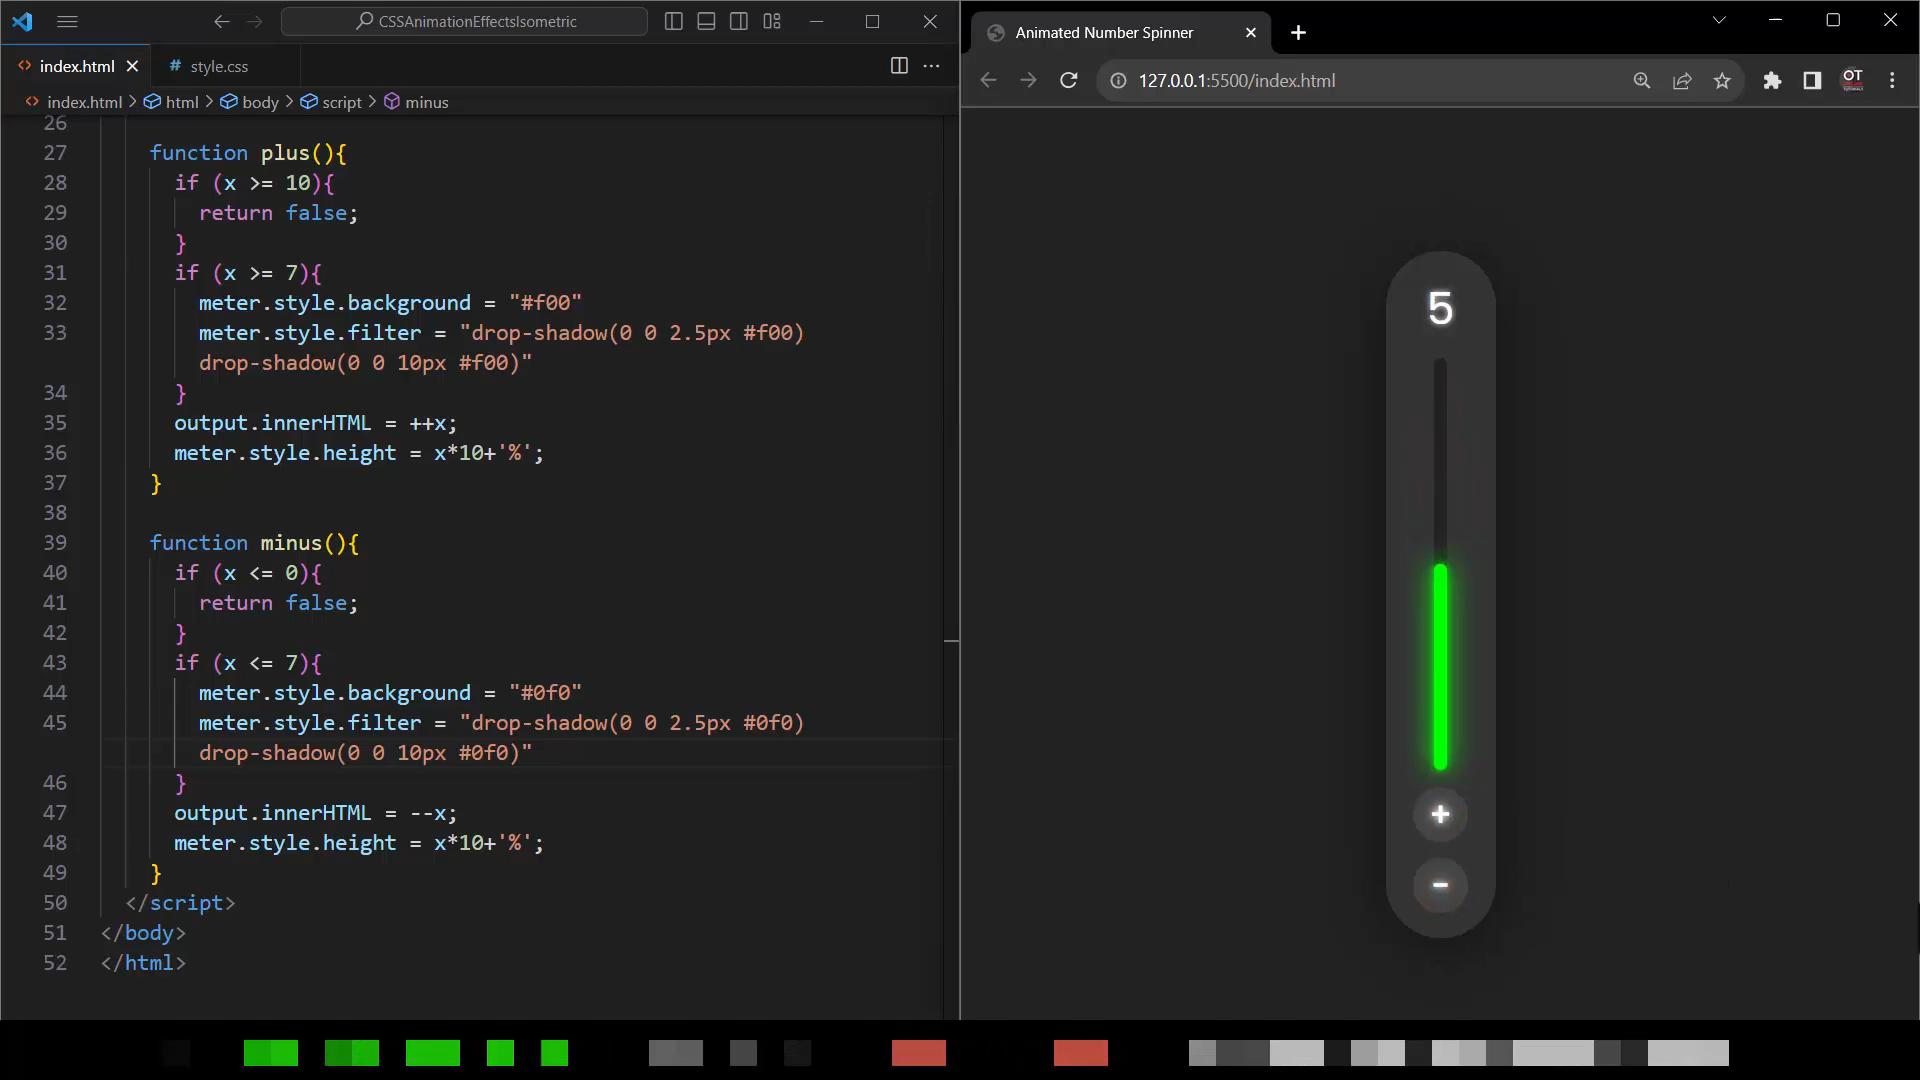 CSSAnimationEffectsIsometric
index.html
# style.css
index.html > html > body > script > minus
26
27 function plus(){
28 if (x >= 10){
29 return false;
30 }
31 if (x >= 7){
32 meter.style.background = "#f00"
33 meter.style.filter = "drop-shadow(0 0 2.5px #f00)
drop-shadow(0 0 10px #f00)"
34 }
35 output.innerHTML = ++x;
36 meter.style.height = x*10+'%';
37 }
38
39 function minus(){
40 if (x <= 0){
41 return false;
42 }
43 if (x <= 7){
44 meter.style.background = "#0f0"
45 meter.style.filter = "drop-shadow(0 0 2.5px #0f0)
drop-shadow(0 0 10px #0f0)"
46 }
47 output.innerHTML = --x;
48 meter.style.height = x*10+'%';
49 }
50 </script>
51 </body>
52 </html>
Animated Number Spinner
127.0.0.1:5500/index.html
OT
5
+
-